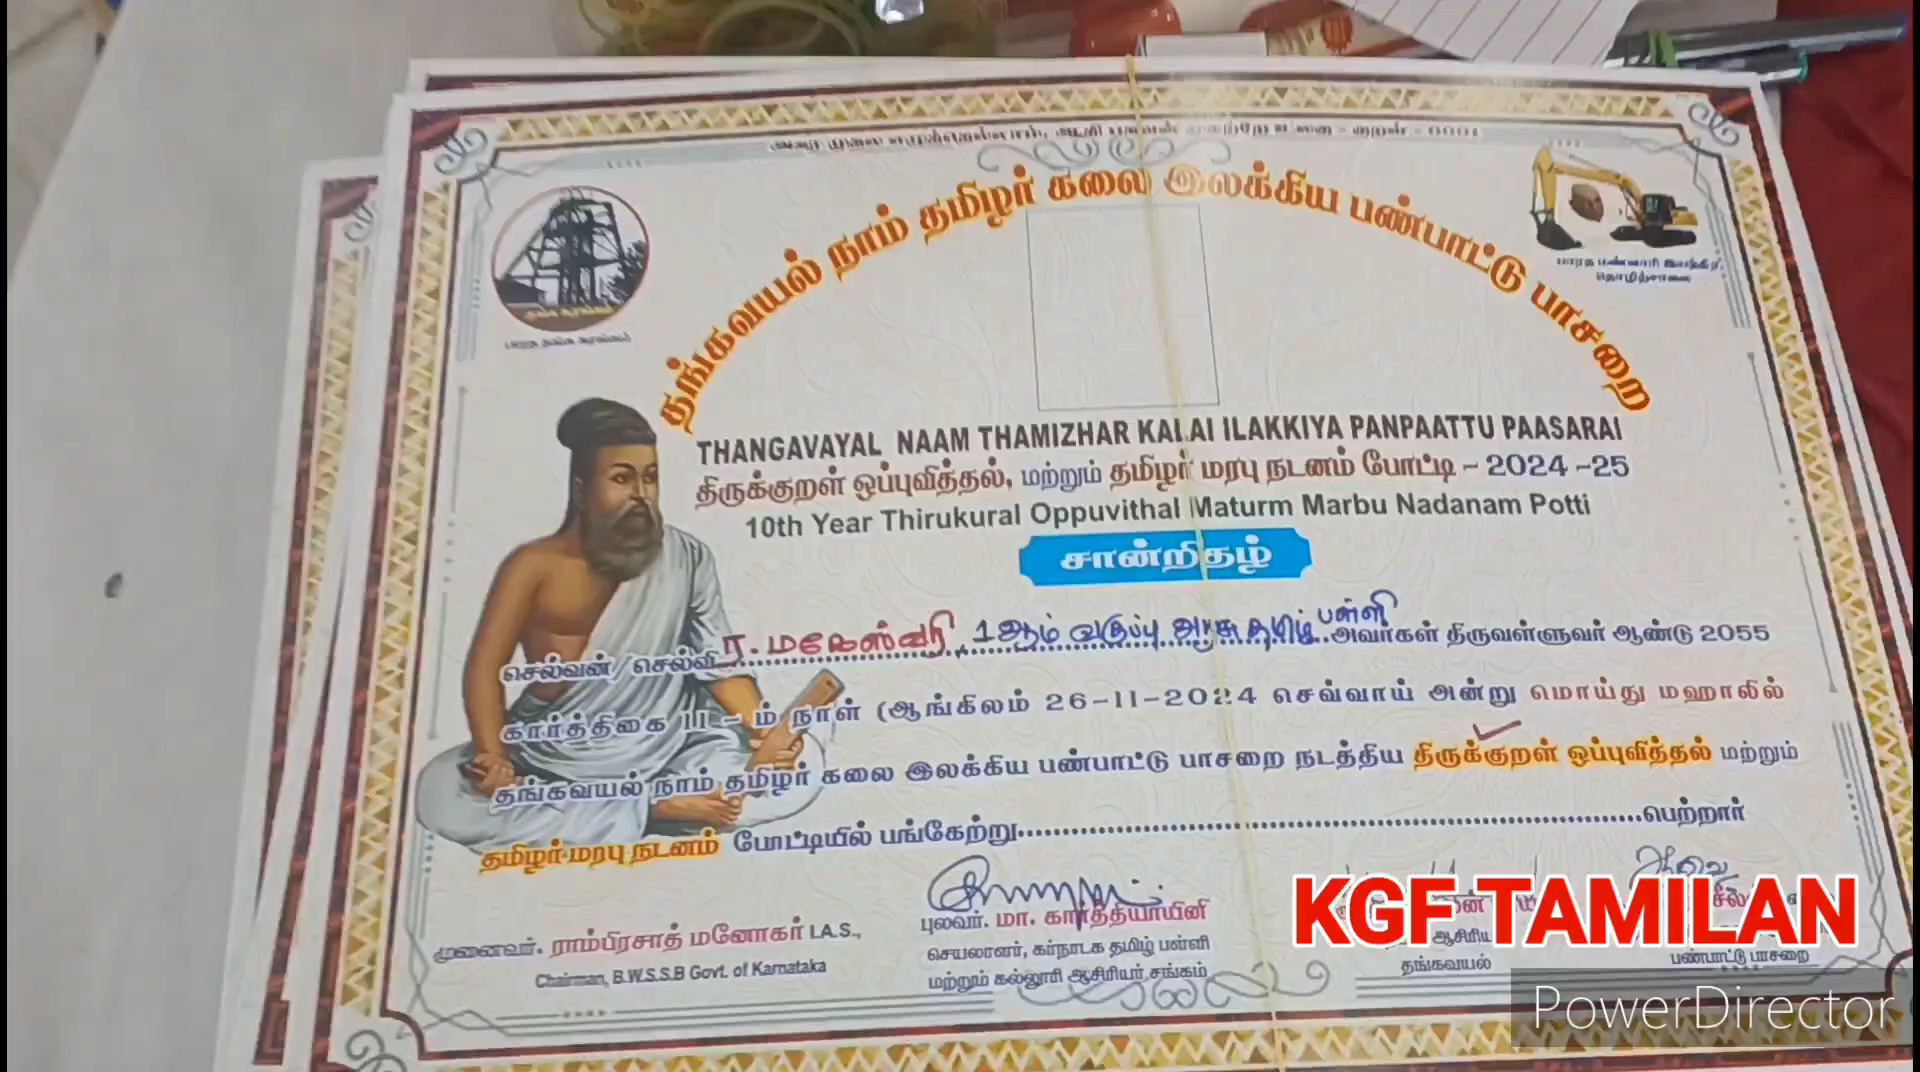 தங்கவயல் நாம் தமிழர் கலை இலக்கிய பண்பாட்டு பாசறை
THANGAVAYAL NAAM THAMIZHAR KALAI ILAKKIYA PANPAATTU PAASARAI
திருக்குறள் ஒப்புவித்தல், மற்றும் தமிழர் மரபு நடனம் போட்டி - 2024 -25
10th Year Thirukural Oppuvithal Maturm Marbu Nadanam Potti
சான்றிதழ்
செல்வன்/செல்வி ர. மகேஸ்வரி, 1ஆம் வகுப்பு அரசு தமிழ் பள்ளி அவர்கள் திருவள்ளுவர் ஆண்டு 2055
கார்த்திகை 11 - ம் நாள் (ஆங்கிலம் 26-11-2024 செவ்வாய் அன்று மொய்து மஹாலில்
தங்கவயல் நாம் தமிழர் கலை இலக்கிய பண்பாட்டு பாசறை நடத்திய திருக்குறள் ஒப்புவித்தல் மற்றும்
தமிழர் மரபு நடனம் போட்டியில் பங்கேற்று..........பெற்றார்
முனைவர். ராம்பிரசாத் மனோகர் I.A.S.,
Chairman, B.W.S.S.B Govt. of Karnataka
புலவர். மா. கார்த்தியாயினி
செயலாளர், கர்நாடக தமிழ் பள்ளி
மற்றும் கல்லூரி ஆசிரியர் சங்கம்
தங்கவயல்
பண்பாட்டு பாசறை
KGF TAMILAN
PowerDirector